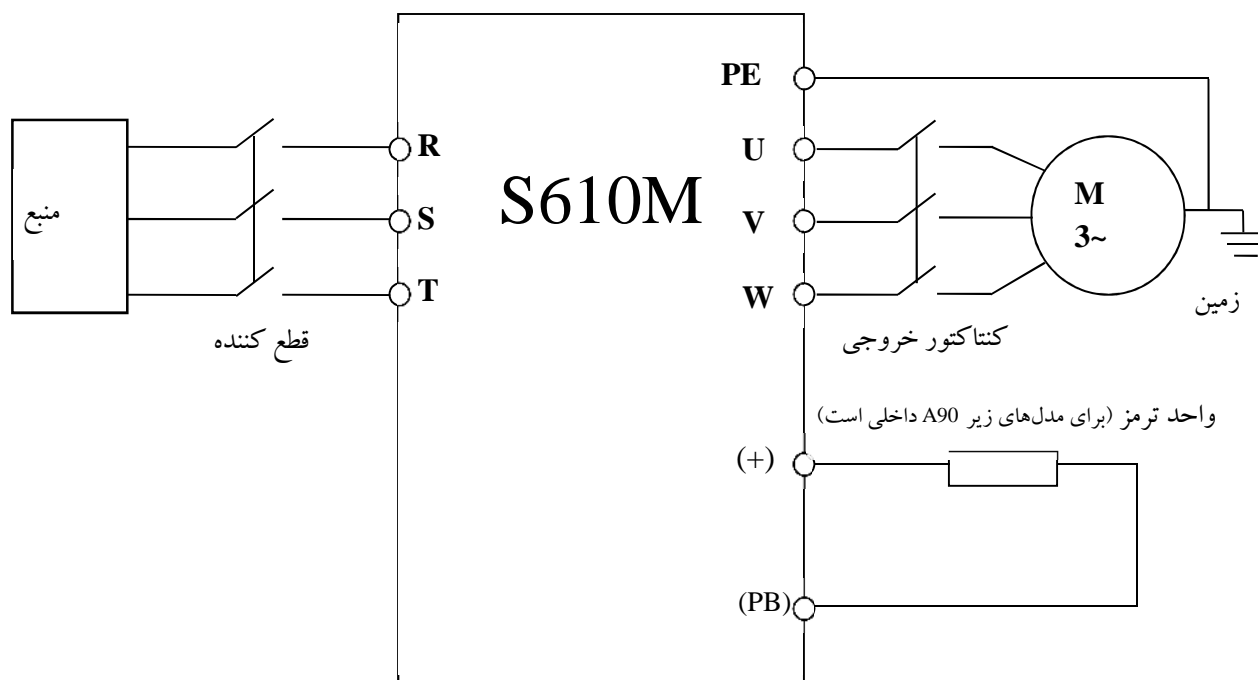 PE
R
U
S610M
M
منبع
S
V
3~
T
W
زمین
قطع کننده
کنتاکتور خروجی
واحد ترمز (برای مدل‌های زیر A90 داخلی است)
(+)
(PB)